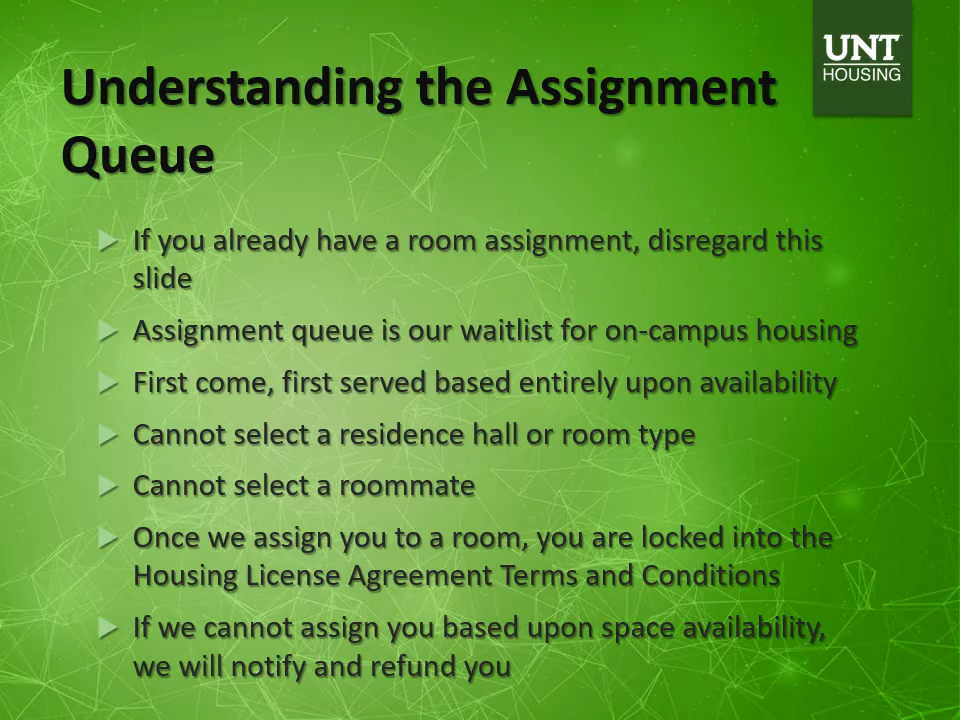 UNT
HOUSING
Understanding the Assignment
Queue
If you already have a room assignment, disregard this
slide
Assignment queue is our waitlist for on-campus housing
First come, first served based entirely upon availability
Cannot select a residence hall or room type
Cannot select a roommate
Once we assign you to a room, you are locked into the
Housing License Agreement Terms and Conditions
If we cannot assign you based upon space availability,
we will notify and refund you